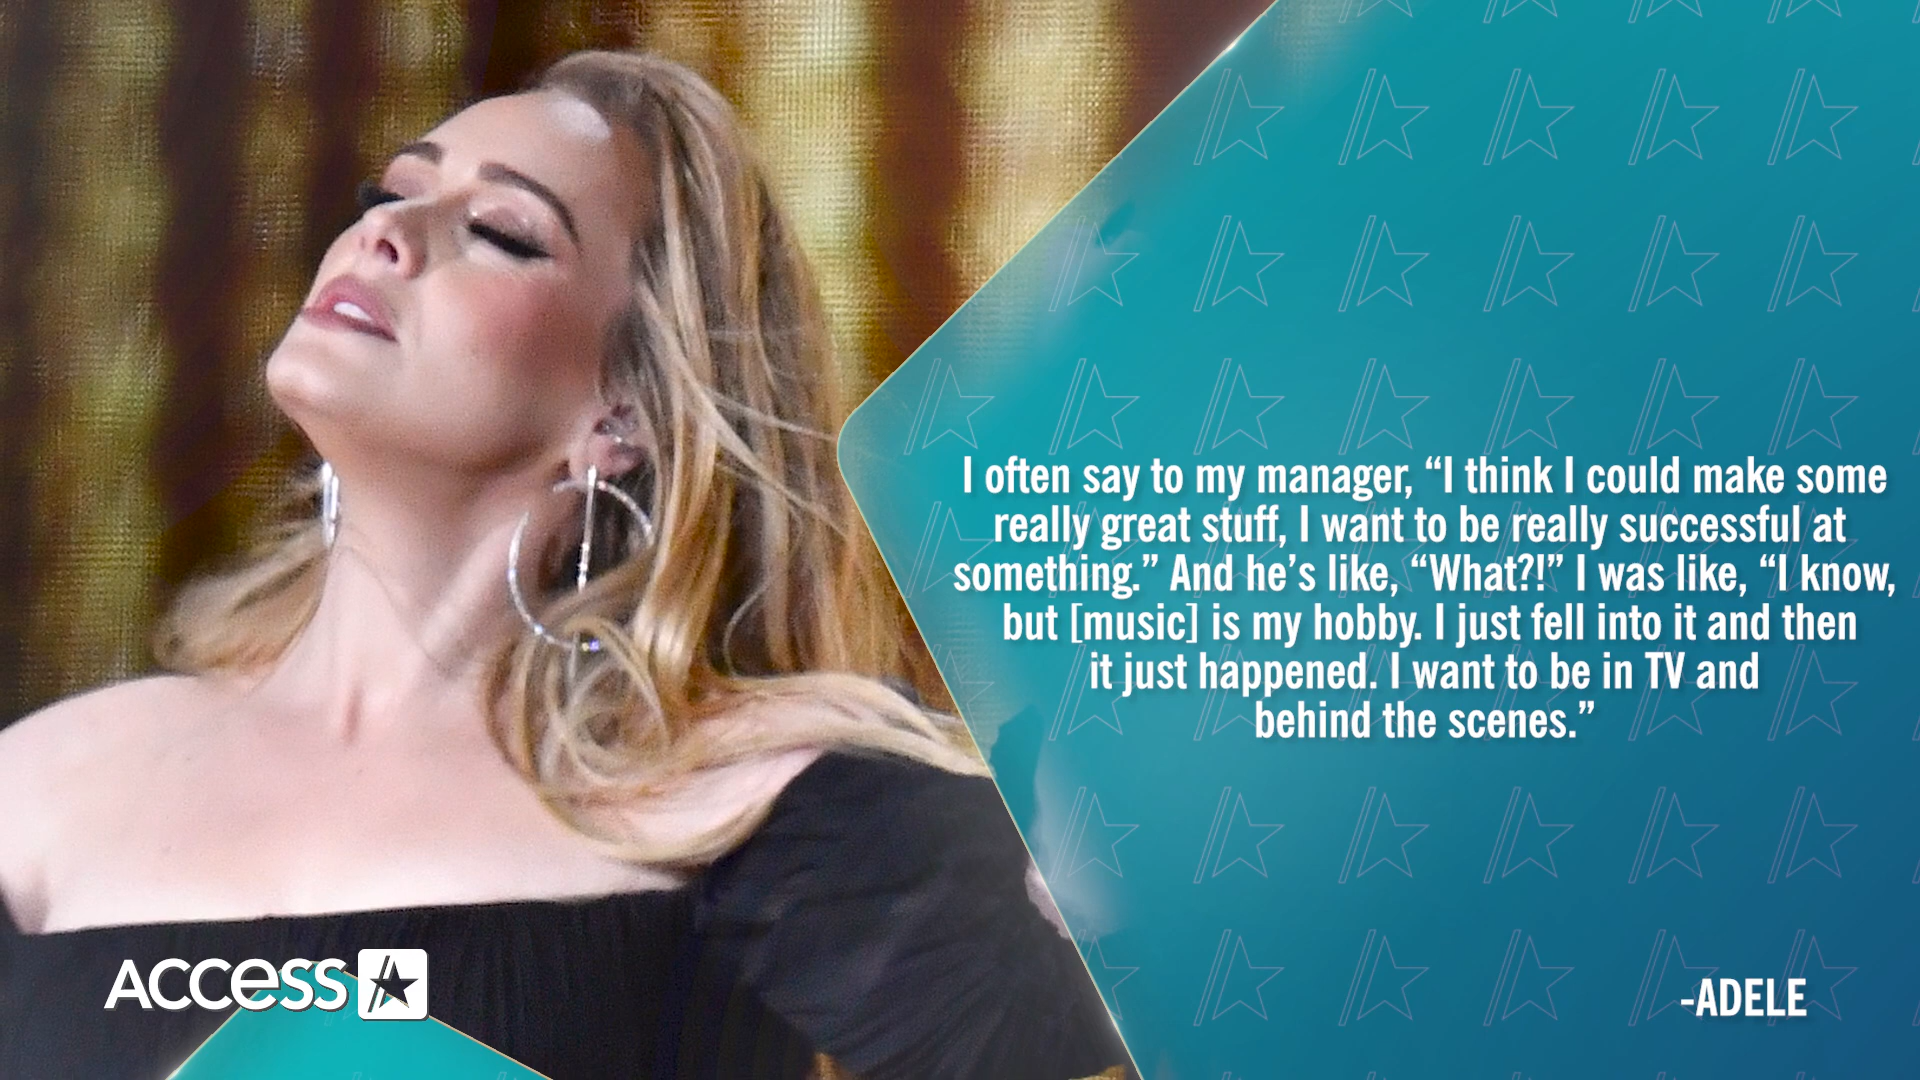 I often say to my manager, “I think I could make some
really great stuff, I want to be really successful at
something.” And he’s like, “What?!” I was like, “I know,
but [music] is my hobby. I just fell into it and then
it just happened. I want to be in TV and
behind the scenes.”
-ADELE
ACCESS